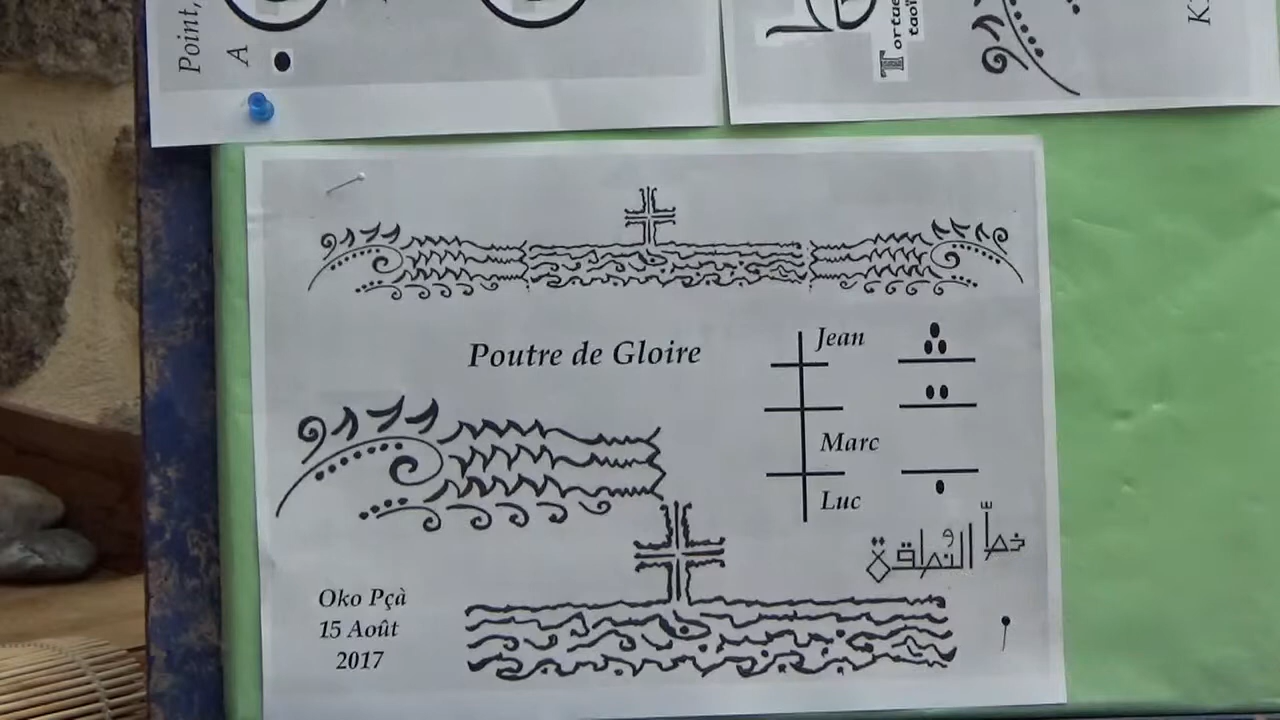 Point,
A
Tortue
Poutre de Gloire
Jean
Marc
Luc
Oko Pçà
15 Août
2017